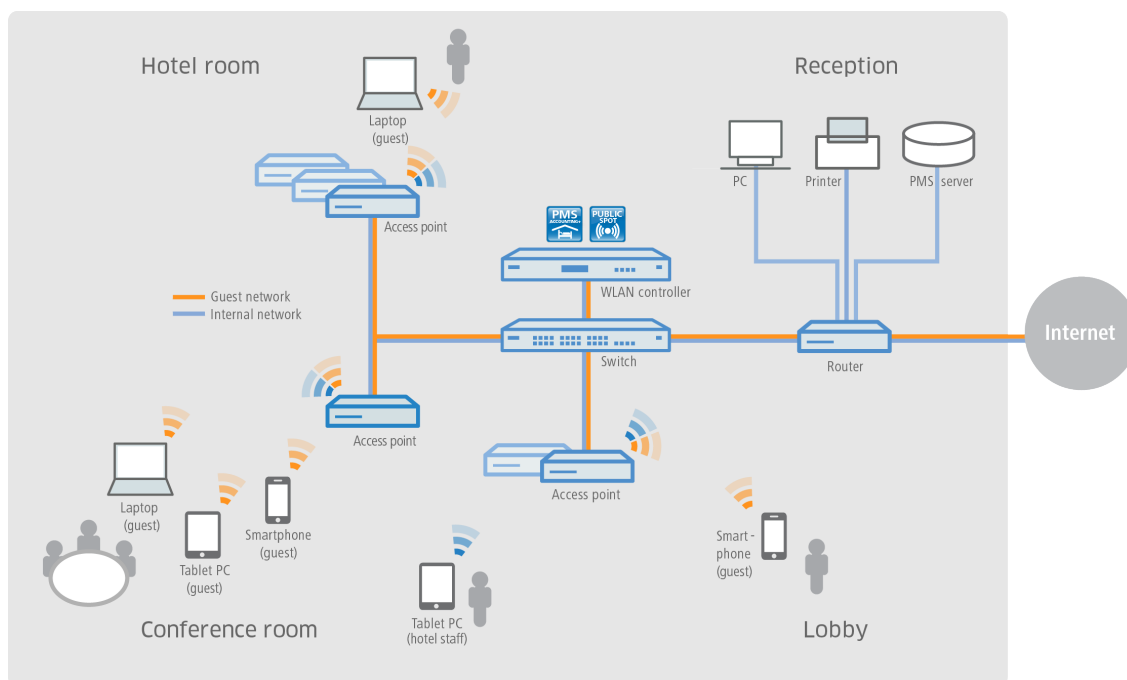 Hotel room
Reception
Laptop
(guest)
PC
Printer
PMS server
Access point
PMS
ACCOUNTING+
PUBLIC
SPOT
WLAN controller
Guest network
Internal network
Internet
Switch
Router
Access point
Access point
Laptop
(guest)
Tablet PC
(guest)
Smartphone
(guest)
Smart -
phone
(guest)
Tablet PC
(hotel staff)
Conference room
Lobby